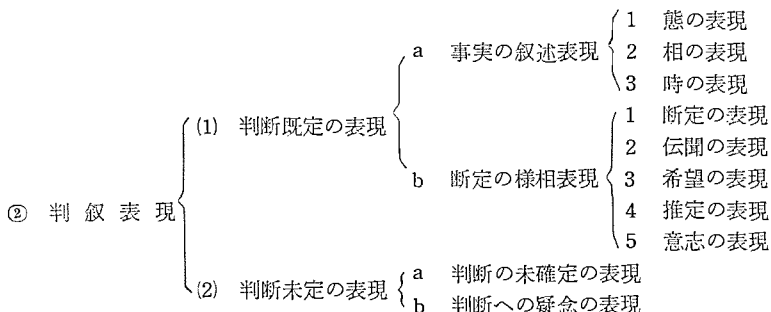 ② 判叙表現
(1) 判断既定の表現
a 事実の叙述表現
1 態の表現
2 相の表現
3 時の表現
b 断定の様相表現
1 断定の表現
2 伝聞の表現
3 希望の表現
4 推定の表現
5 意志の表現
(2) 判断未定の表現
a 判断の未確定の表現
b 判断への疑念の表現